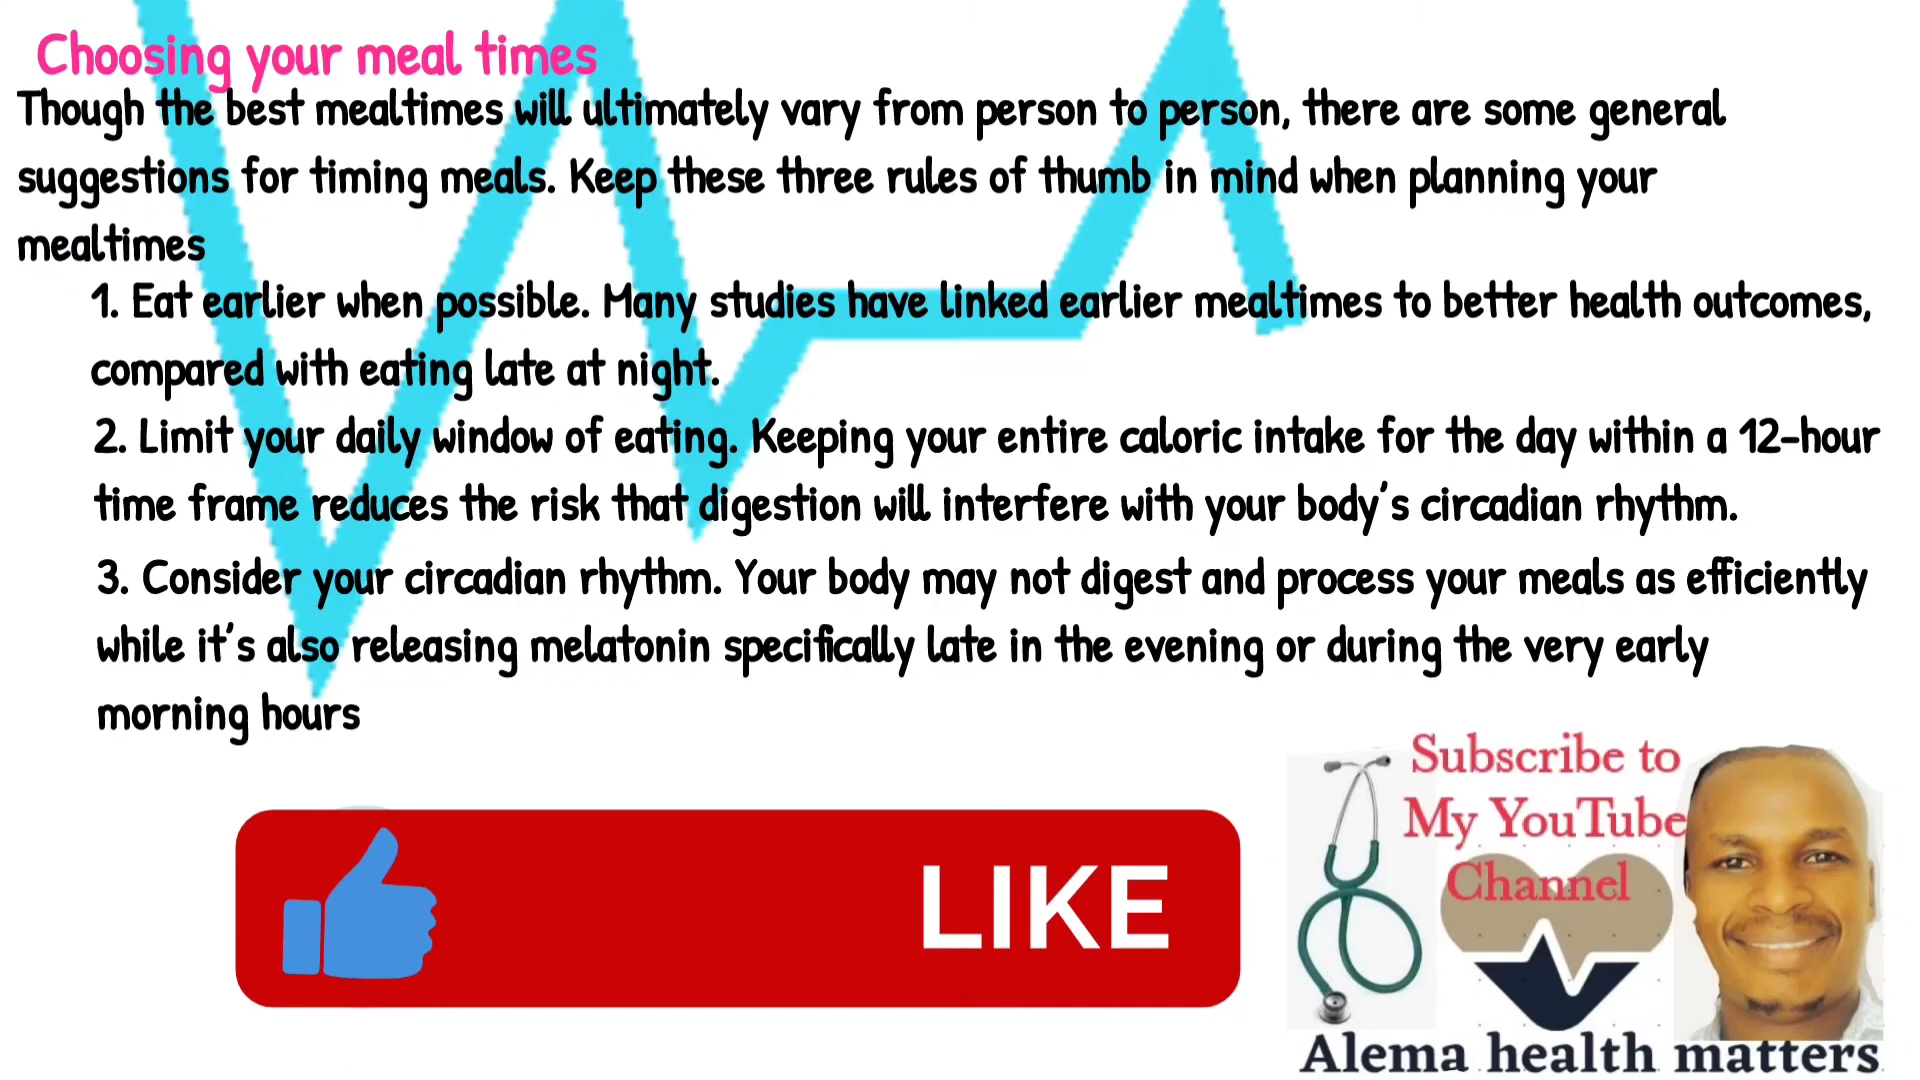 Choosing your meal times
Though the best mealtimes will ultimately vary from person to person, there are some general
suggestions for timing meals. Keep these three rules of thumb in mind when planning your
mealtimes
1. Eat earlier when possible. Many studies have linked earlier mealtimes to better health outcomes,
compared with eating late at night.
2. Limit your daily window of eating. Keeping your entire caloric intake for the day within a 12-hour
time frame reduces the risk that digestion will interfere with your body's circadian rhythm.
3. Consider your circadian rhythm. Your body may not digest and process your meals as efficiently
while it's also releasing melatonin specifically late in the evening or during the very early
morning hours
LIKE
Subscribe to
My YouTube
Channel
Alema health matters